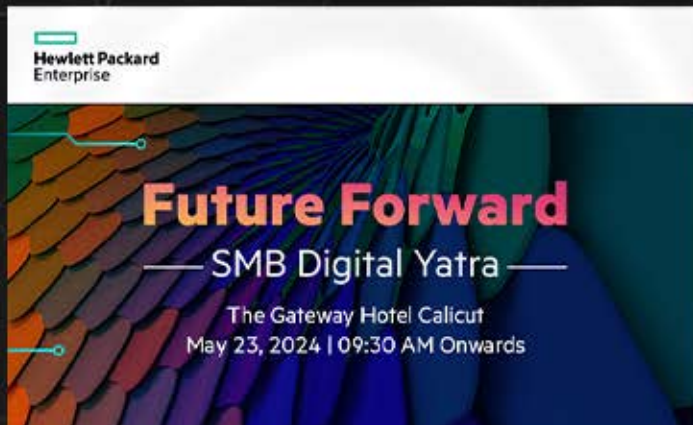 Hewlett Packard
Enterprise
Future Forward
SMB Digital Yatra
The Gateway Hotel Calicut
May 23, 2024 | 09:30 AM Onwards